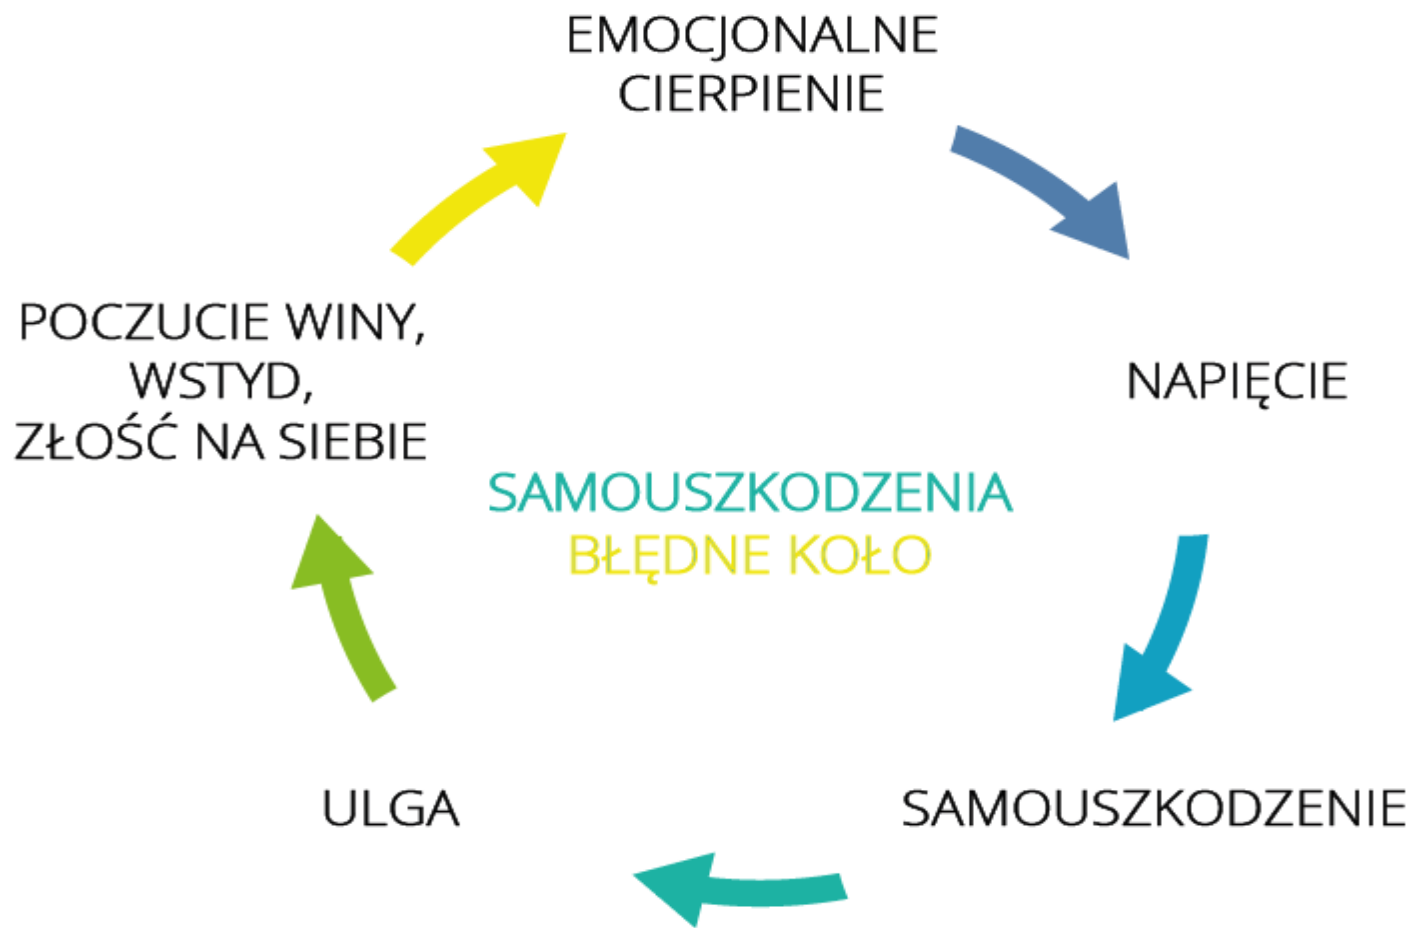 EMOCJONALNE
CIERPIENIE
NAPIĘCIE
SAMOUSZKODZENIE
ULGA
POCZUCIE WINY,
WSTYD,
ZŁOŚĆ NA SIEBIE
SAMOUSZKODZENIA
BŁĘDNE KOŁO